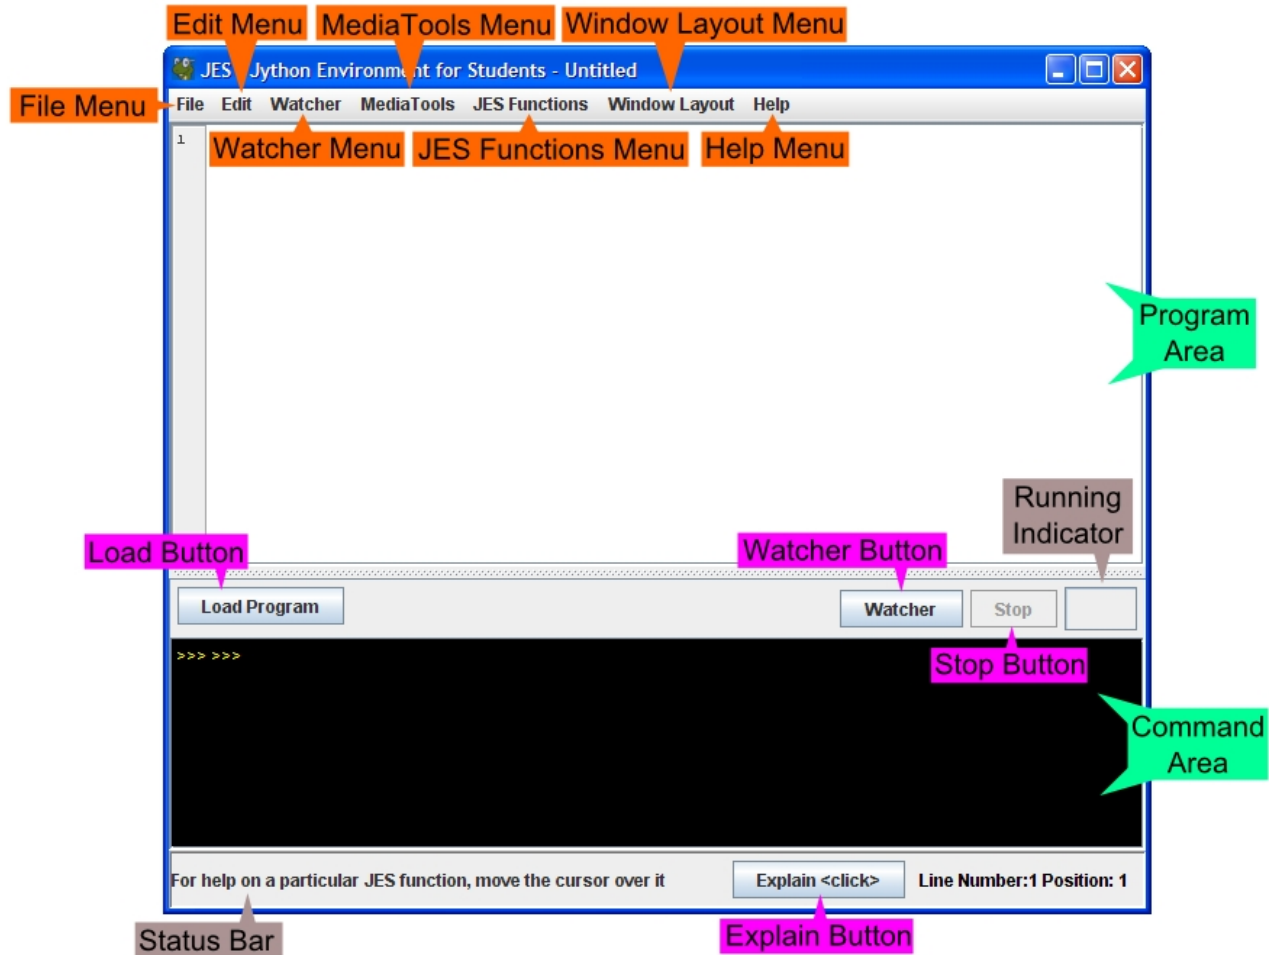 Edit Menu MediaTools Menu Window Layout Menu
JES - Jython Environment for Students - Untitled
File Menu
File Edit Watcher MediaTools JES Functions Window Layout Help
1
Watcher Menu JES Functions Menu Help Menu
Program
Area
Running
Indicator
Load Button
Watcher Button
Load Program
Watcher
Stop
>>> >>>
Stop Button
Command
Area
For help on a particular JES function, move the cursor over it
Explain <click>
Line Number:1 Position: 1
Status Bar
Explain Button